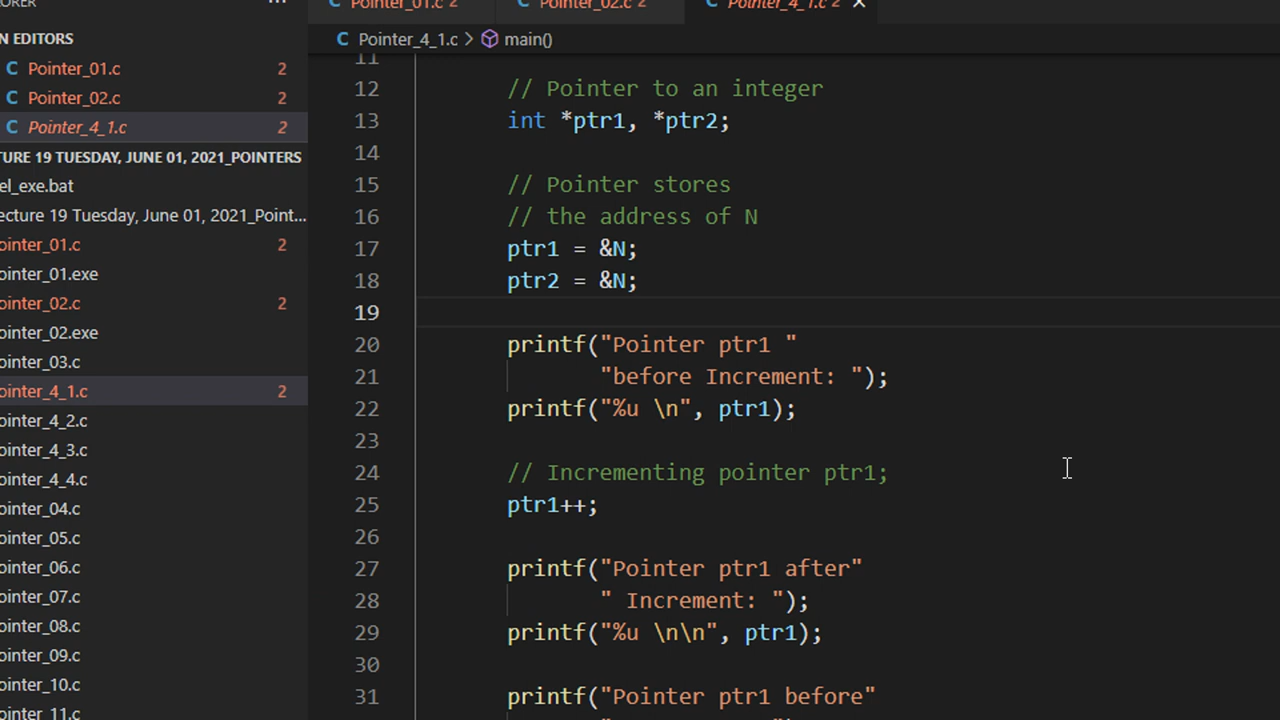 LORER ...
Pointer_01.c 2 Pointer_02.c 2 Pointer_4_1.c 2 ×
N EDITORS
C Pointer_01.c 2
C Pointer_02.c 2
C Pointer_4_1.c 2
TURE 19 TUESDAY, JUNE 01, 2021_POINTERS
el_exe.bat
ecture 19 Tuesday, June 01, 2021_Point...
ointer_01.c 2
ointer_01.exe
ointer_02.c 2
ointer_02.exe
ointer_03.c
ointer_4_1.c 2
ointer_4_2.c
ointer_4_3.c
ointer_4_4.c
ointer_04.c
ointer_05.c
ointer_06.c
ointer_07.c
ointer_08.c
ointer_09.c
ointer_10.c
ointer_11.c
C Pointer_4_1.c > main()
11
12 // Pointer to an integer
13 int *ptr1, *ptr2;
14
15 // Pointer stores
16 // the address of N
17 ptr1 = &N;
18 ptr2 = &N;
19
20 printf("Pointer ptr1 "
21 "before Increment: ");
22 printf("%u \n", ptr1);
23
24 // Incrementing pointer ptr1;
25 ptr1++;
26
27 printf("Pointer ptr1 after"
28 " Increment: ");
29 printf("%u \n\n", ptr1);
30
31 printf("Pointer ptr1 before"